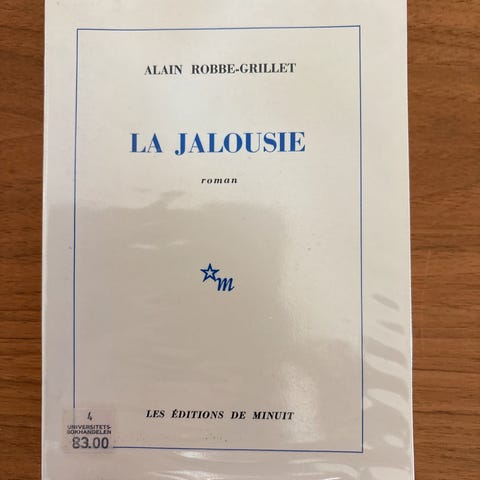 ALAIN ROBBE-GRILLET
LA JALOUSIE
roman
m
LES ÉDITIONS DE MINUIT
4
UNIVERSITETS-
BOKHANDELEN
83.00